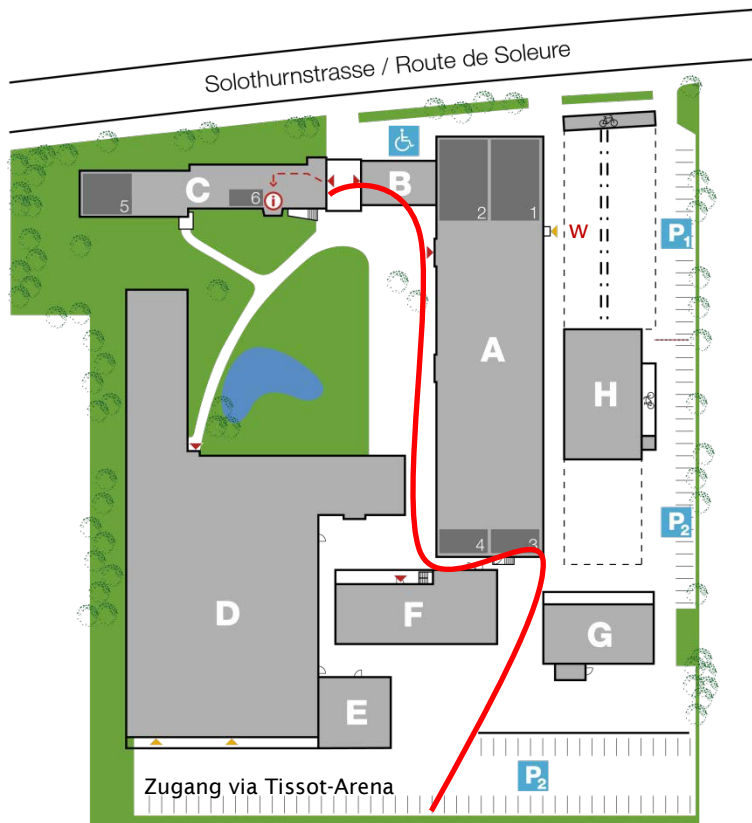 Solothurnstrasse / Route de Soleure
C
B
5
6
i
2
1
W
P1
A
H
P2
4
3
D
F
G
E
P2
Zugang via Tissot-Arena